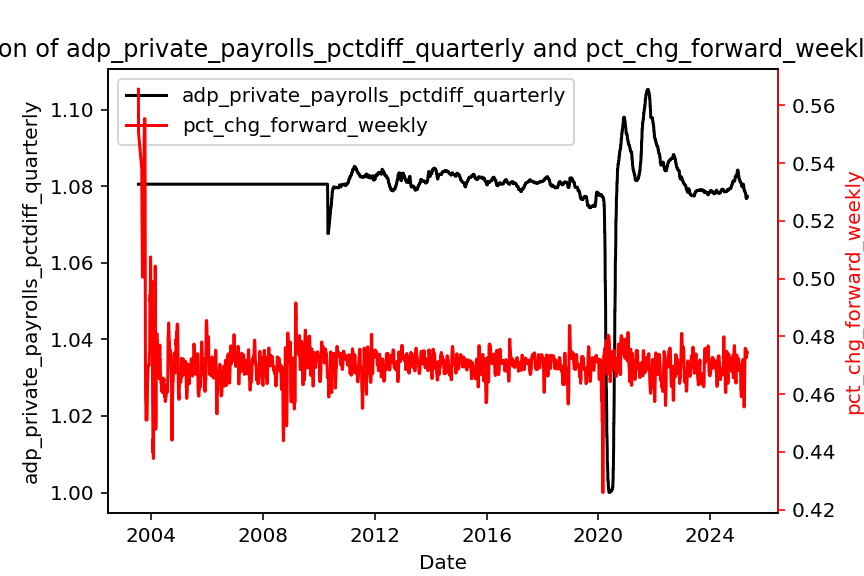 on of adp_private_payrolls_pctdiff_quarterly and pct_chg_forward_weekl
adp_private_payrolls_pctdiff_quarterly
pct_chg_forward_weekly
adp_private_payrolls_pctdiff_quarterly
1.10
1.08
1.06
1.04
1.02
1.00
0.56
0.54
0.52
0.50
0.48
0.46
0.44
0.42
pct_chg_forward_weekly
2004 2008 2012 2016 2020 2024
Date